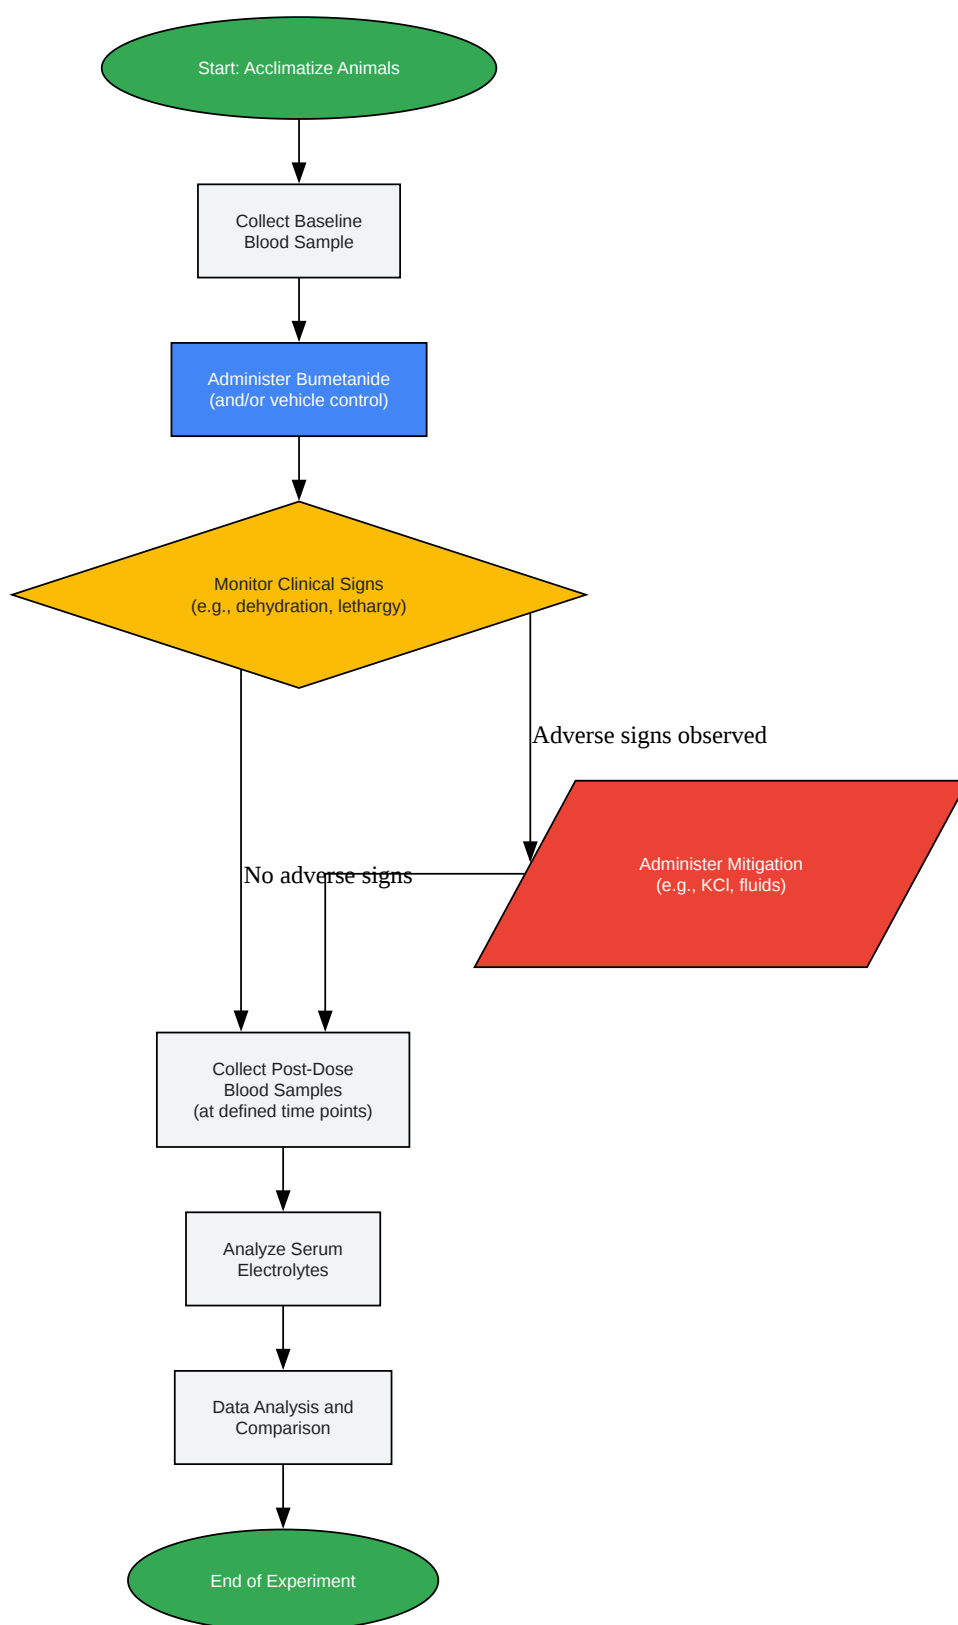 Start: Acclimatize Animals
Collect Baseline
Blood Sample
Administer Bumetanide
(and/or vehicle control)
Monitor Clinical Signs
(e.g., dehydration, lethargy)
Adverse signs observed
Administer Mitigation
(e.g., KCl, fluids)
No adverse signs
Collect Post-Dose
Blood Samples
(at defined time points)
Analyze Serum
Electrolytes
Data Analysis and
Comparison
End of Experiment